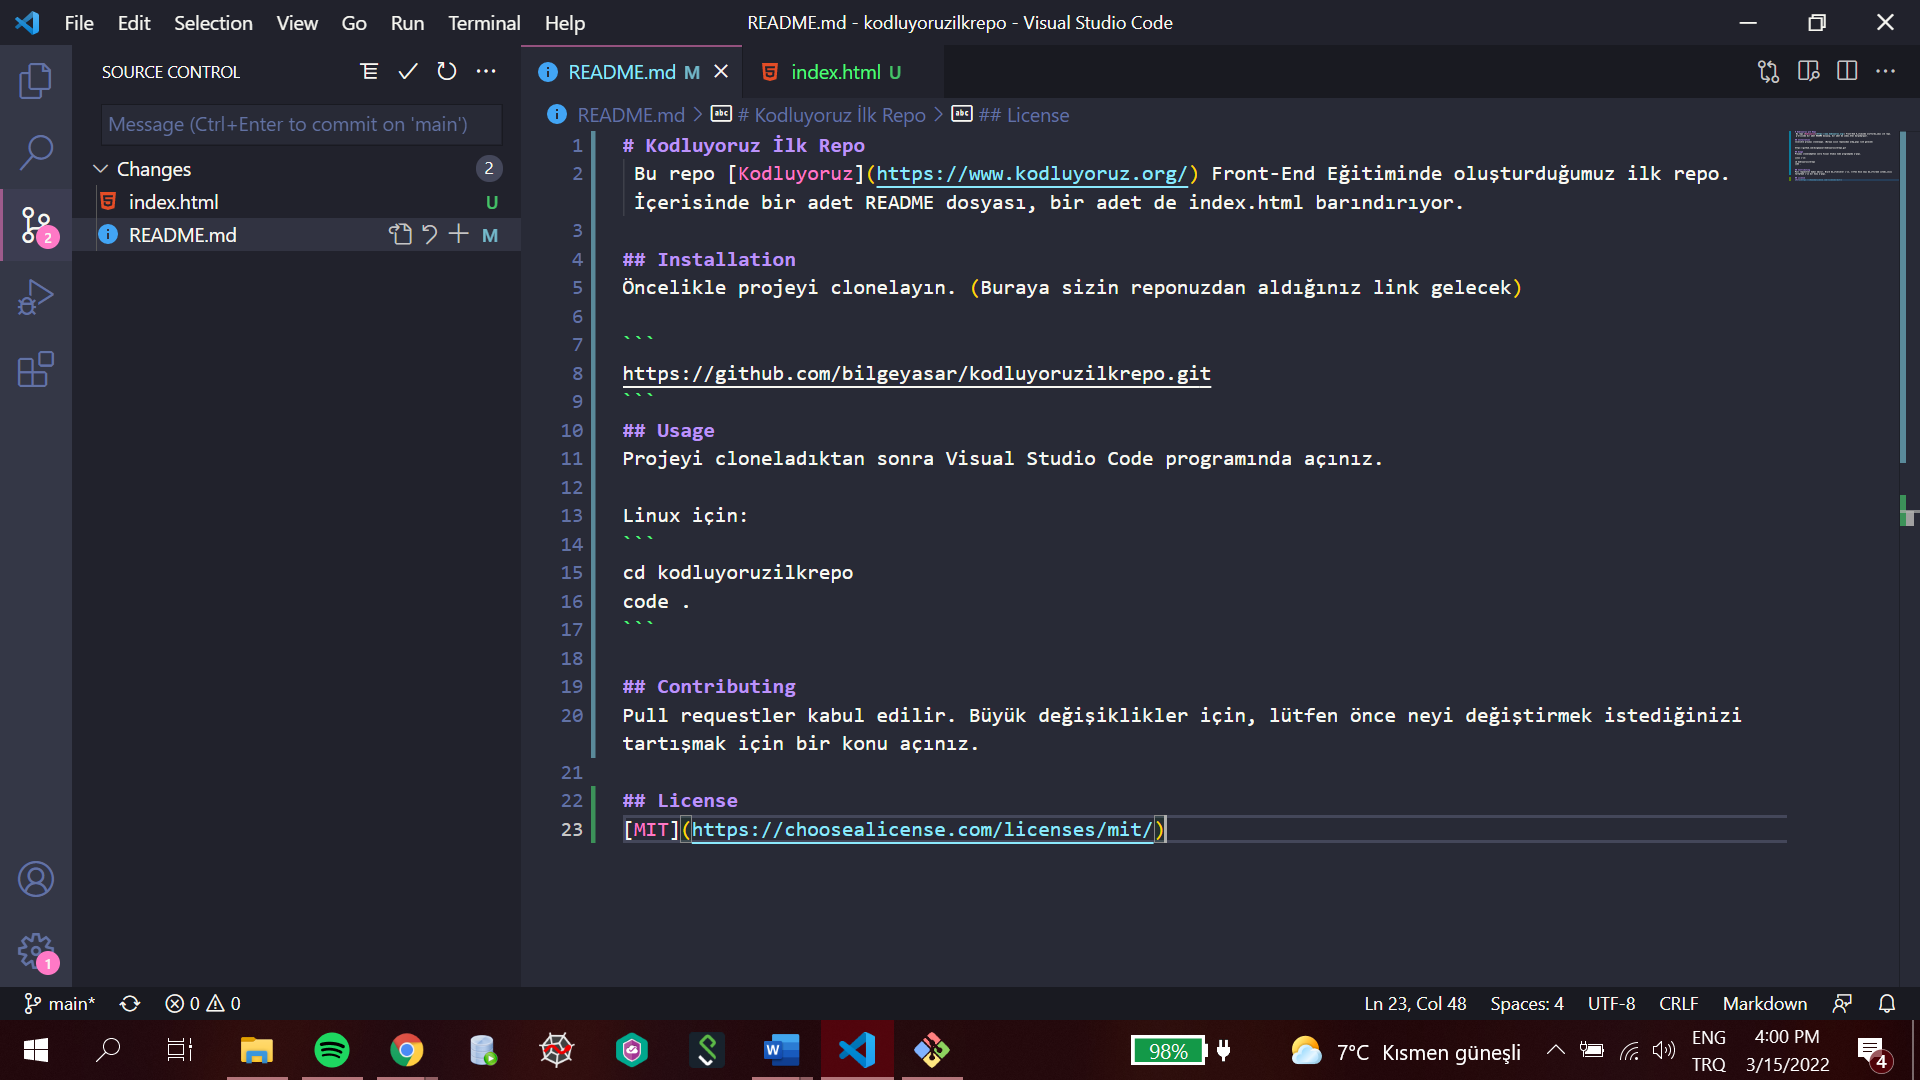 File Edit Selection View Go Run Terminal Help
README.md - kodluyoruzilkrepo - Visual Studio Code
SOURCE CONTROL
Message (Ctrl+Enter to commit on 'main')
Changes 2
index.html U
README.md M
2
1
README.md M
index.html U
README.md > # Kodluyoruz İlk Repo > ## License
1 # Kodluyoruz İlk Repo
2 Bu repo [Kodluyoruz](https://www.kodluyoruz.org/) Front-End Eğitiminde oluşturduğumuz ilk repo.
İçerisinde bir adet README dosyası, bir adet de index.html barındırıyor.
3
4 ## Installation
5 Öncelikle projeyi clonelayın. (Buraya sizin reponuzdan aldığınız link gelecek)
6
7 ```
8 https://github.com/bilgeyasar/kodluyoruzilkrepo.git
9 ```
10 ## Usage
11 Projeyi cloneladıktan sonra Visual Studio Code programında açınız.
12
13 Linux için:
14 ```
15 cd kodluyoruzilkrepo
16 code .
17 ```
18
19 ## Contributing
20 Pull requestler kabul edilir. Büyük değişiklikler için, lütfen önce neyi değiştirmek istediğinizi
tartışmak için bir konu açınız.
21
22 ## License
23 [MIT](https://choosealicense.com/licenses/mit/)
main* 0 0
Ln 23, Col 48 Spaces: 4 UTF-8 CRLF Markdown
98%
7°C Kısmen güneşli
ENG
TRQ
4:00 PM
3/15/2022
4